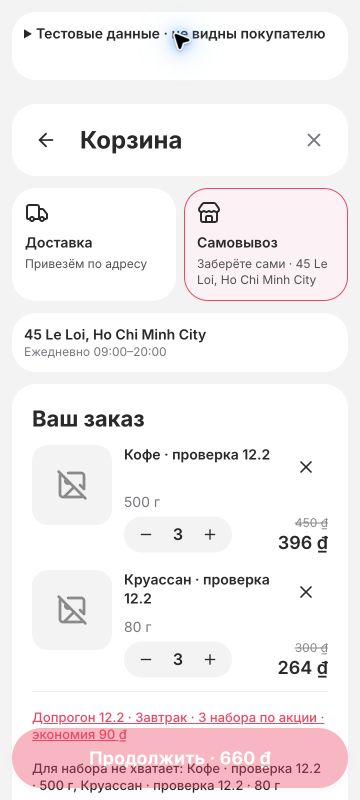 ▶ Тестовые данные · не видны покупателю
Корзина
Доставка
Привезём по адресу
Самовывоз
Заберёте сами · 45 Le
Loi, Ho Chi Minh City
45 Le Loi, Ho Chi Minh City
Ежедневно 09:00–20:00
Ваш заказ
Кофе · проверка 12.2
500 г
3
450 ₫
396 ₫
Круассан · проверка
12.2
80 г
3
300 ₫
264 ₫
Допрогон 12.2 · Завтрак · 3 набора по акции ·
экономия 90 ₫
Продолжить · 660 ₫
Для набора не хватает: Кофе · проверка 12.2
· 500 г, Круассан · проверка 12.2 · 80 г